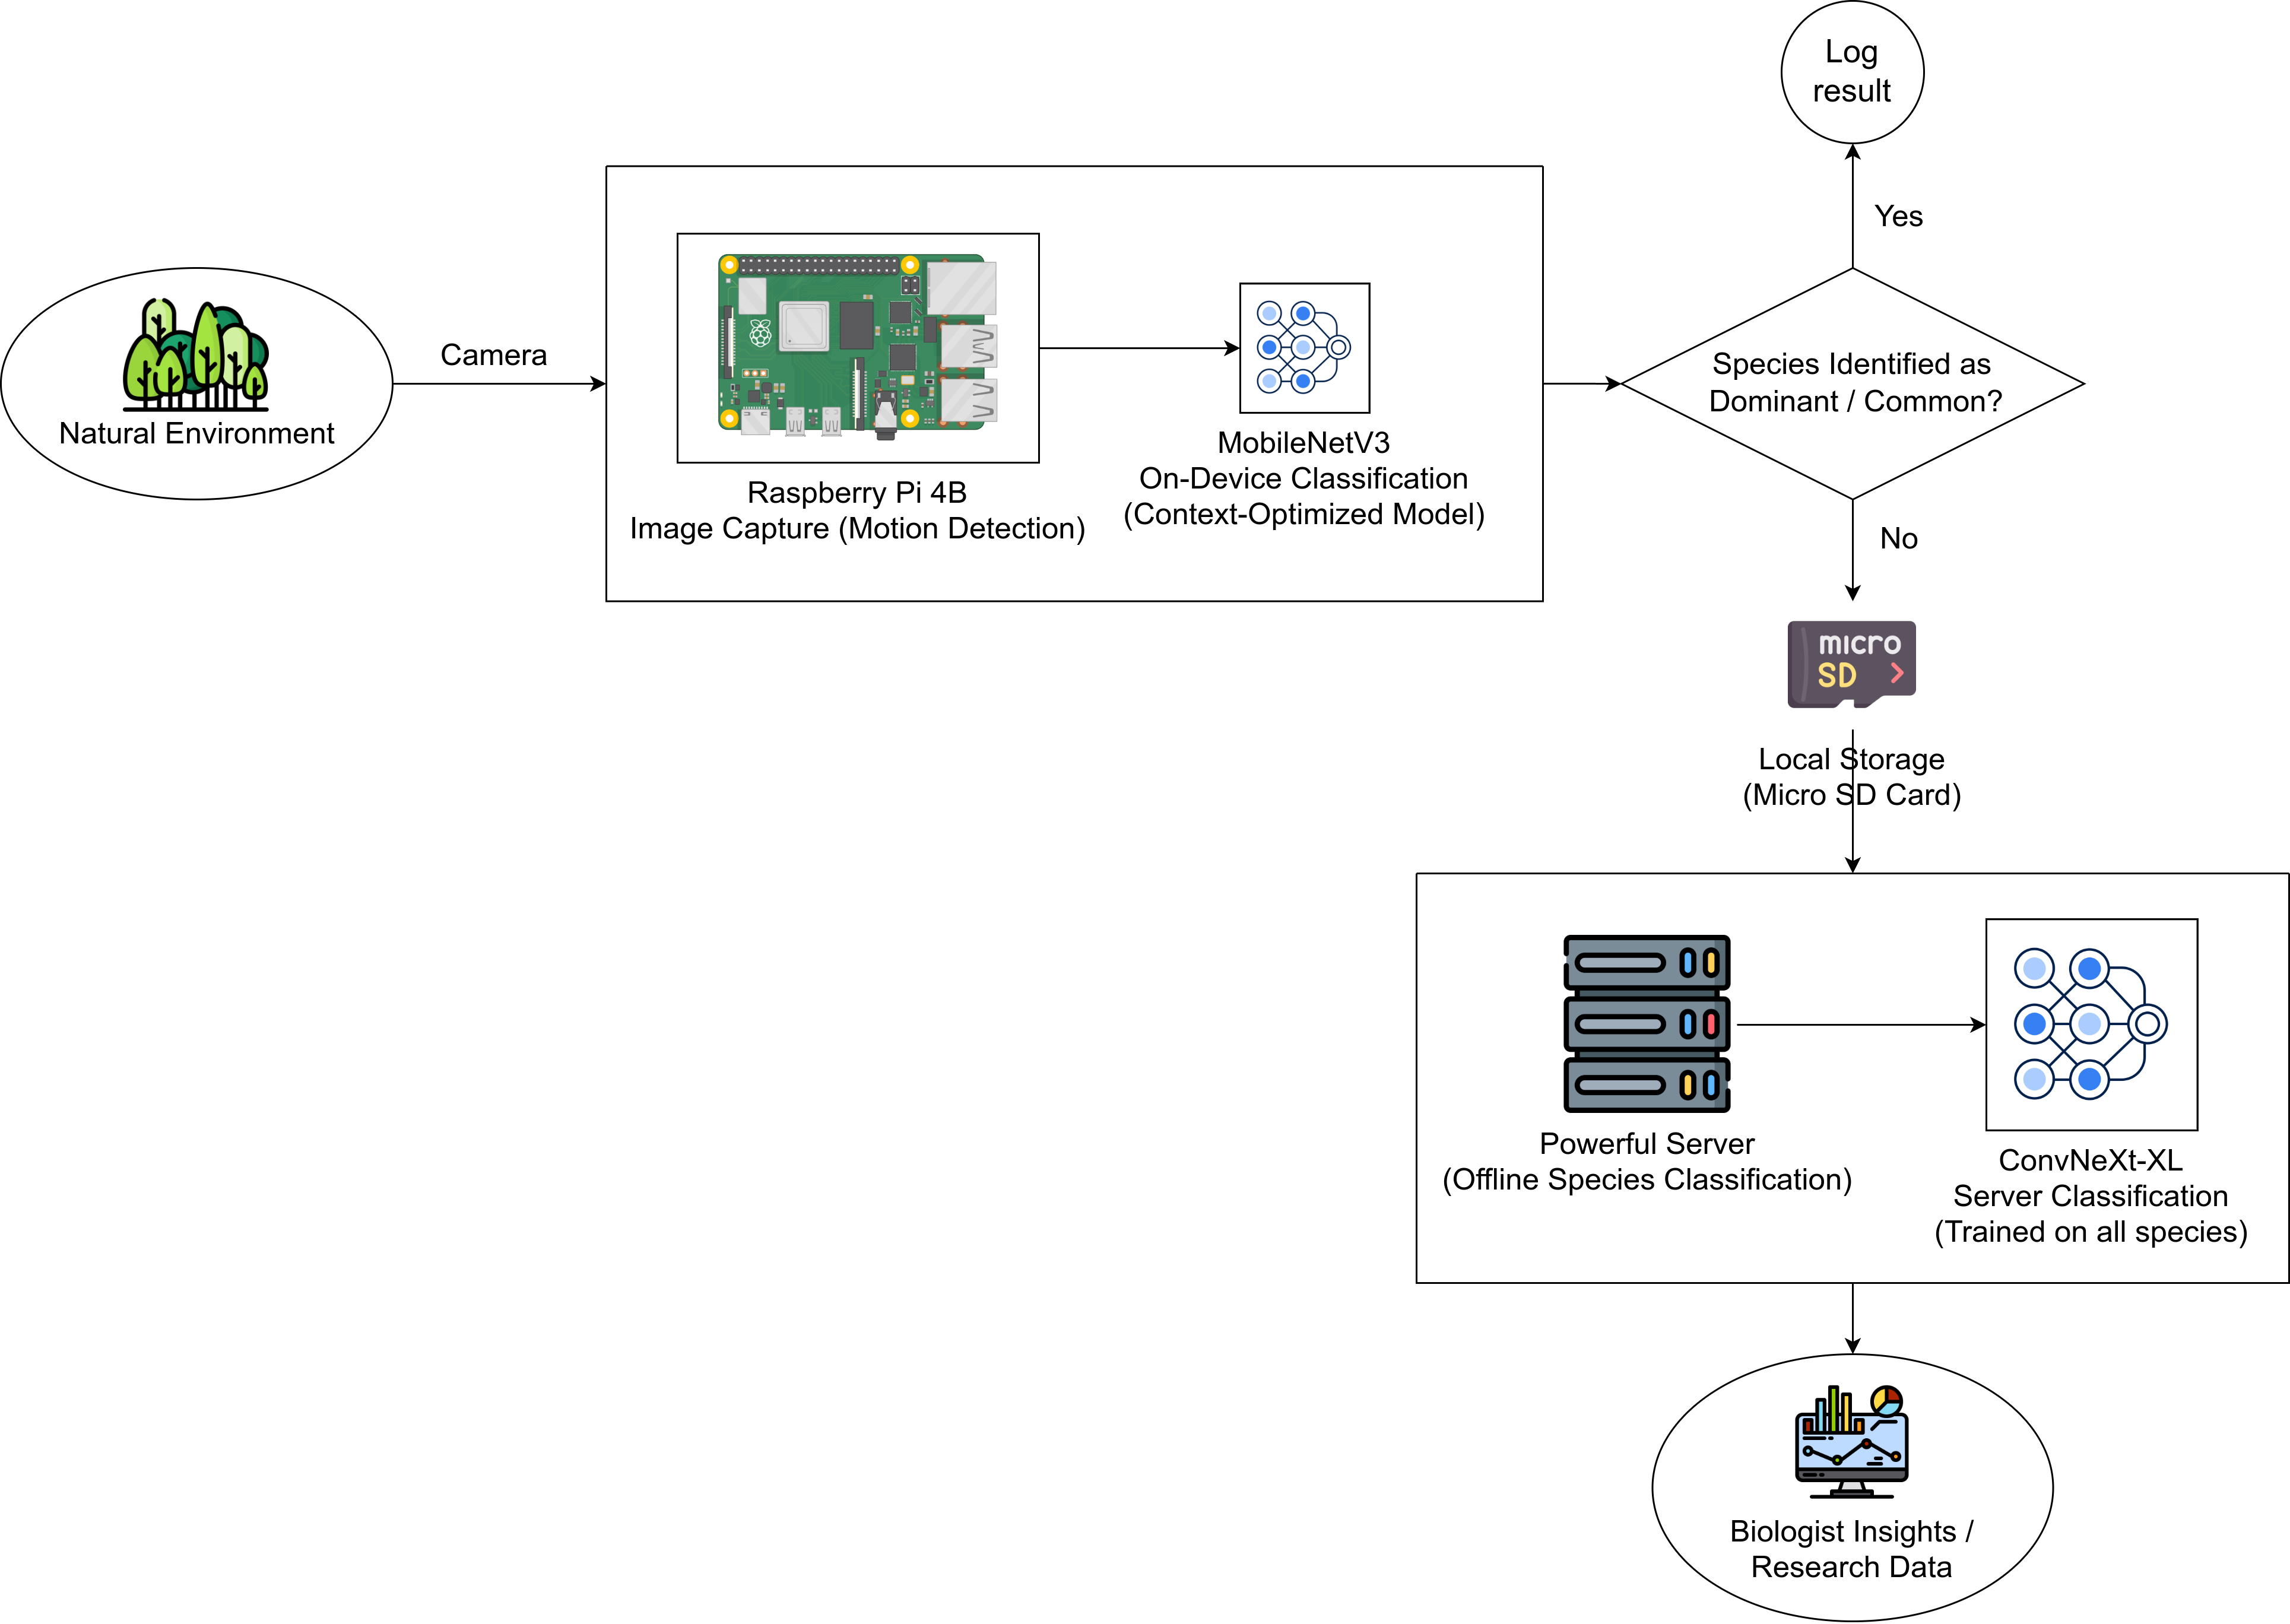 Log
result
Yes
Natural Environment
Camera
Raspberry Pi 4B
Image Capture (Motion Detection)
MobileNetV3
On-Device Classification
(Context-Optimized Model)
Species Identified as
Dominant / Common?
No
micro
SD
Local Storage
(Micro SD Card)
Powerful Server
(Offline Species Classification)
ConvNeXt-XL
Server Classification
(Trained on all species)
Biologist Insights /
Research Data